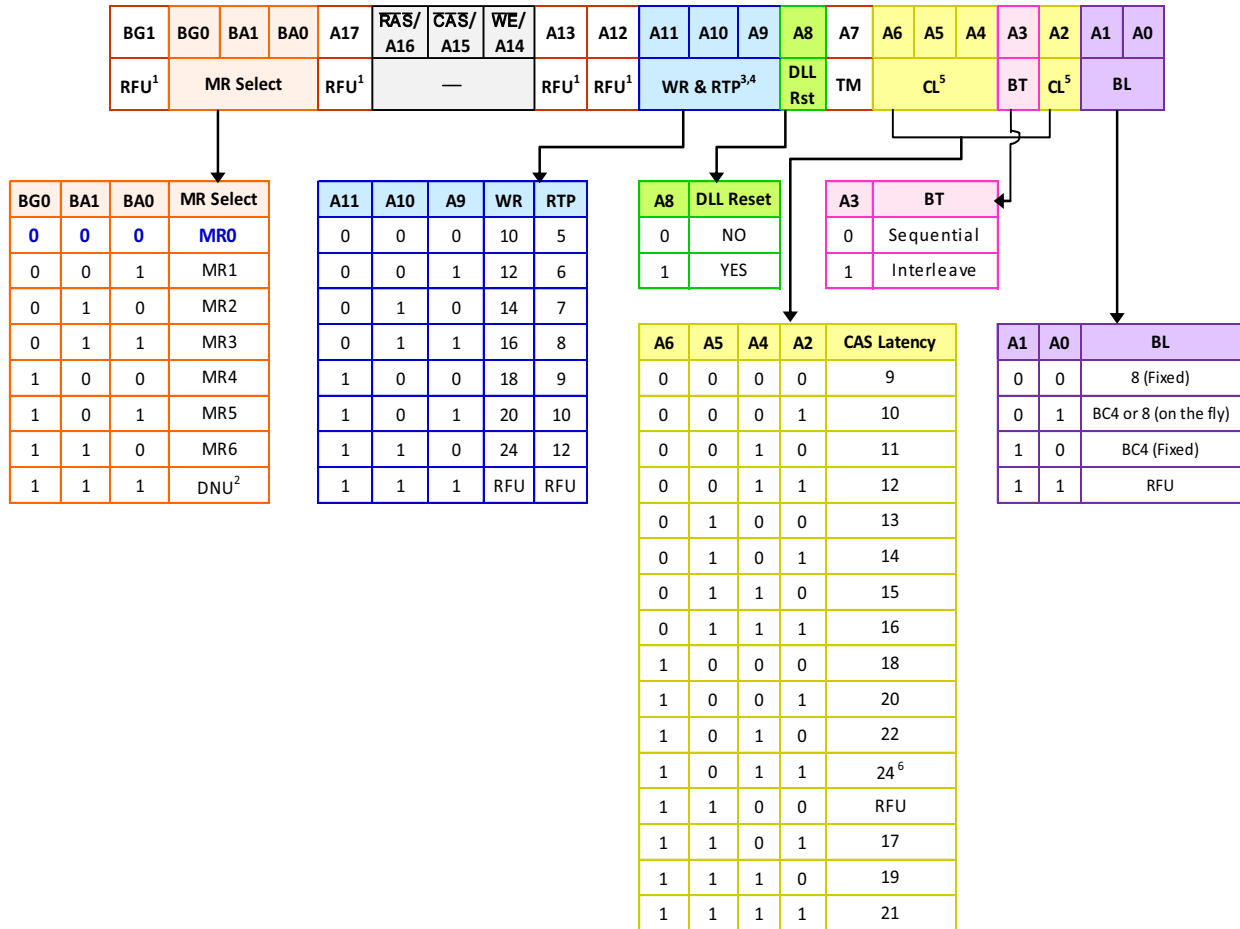 BG1 BG0 BA1 BA0 A17 RAS/ A16 CAS/ A15 WE/ A14 A13 A12 A11 A10 A9 A8 A7 A6 A5 A4 A3 A2 A1 A0
RFU1 MR Select RFU1 — RFU1 RFU1 WR & RTP3,4 DLL Rst TM CL5 BT CL5 BL
BG0 BA1 BA0 MR Select
0 0 0 MR0
0 0 1 MR1
0 1 0 MR2
0 1 1 MR3
1 0 0 MR4
1 0 1 MR5
1 1 0 MR6
1 1 1 DNU2
A11 A10 A9 WR RTP
0 0 0 10 5
0 0 1 12 6
0 1 0 14 7
0 1 1 16 8
1 0 0 18 9
1 0 1 20 10
1 1 0 24 12
1 1 1 RFU RFU
A8 DLL Reset
0 NO
1 YES
A3 BT
0 Sequential
1 Interleave
A6 A5 A4 A2 CAS Latency
0 0 0 0 9
0 0 0 1 10
0 0 1 0 11
0 0 1 1 12
0 1 0 0 13
0 1 0 1 14
0 1 1 0 15
0 1 1 1 16
1 0 0 0 18
1 0 0 1 20
1 0 1 0 22
1 0 1 1 24 6
1 1 0 0 RFU
1 1 0 1 17
1 1 1 0 19
1 1 1 1 21
A1 A0 BL
0 0 8 (Fixed)
0 1 BC4 or 8 (on the fly)
1 0 BC4 (Fixed)
1 1 RFU